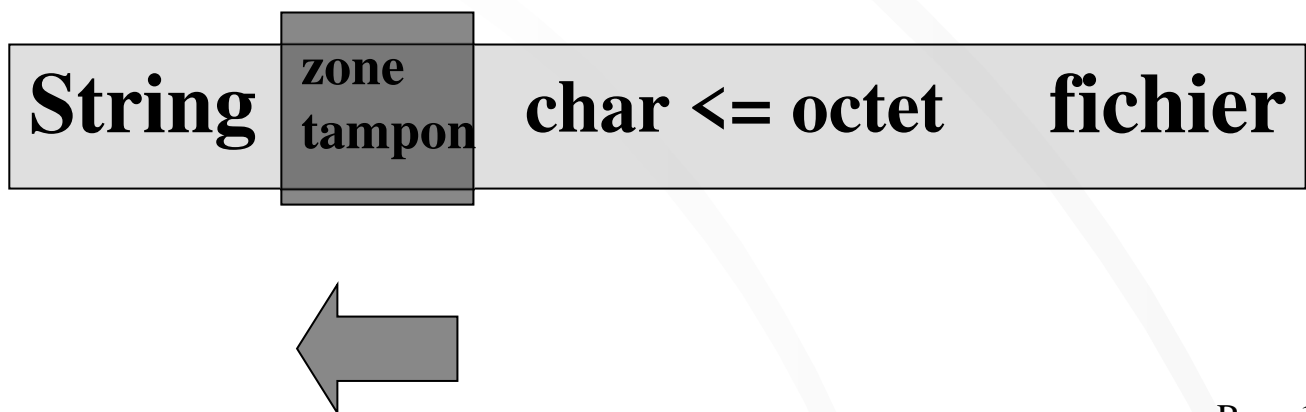 String
zone
tampon
char <= octet
fichier